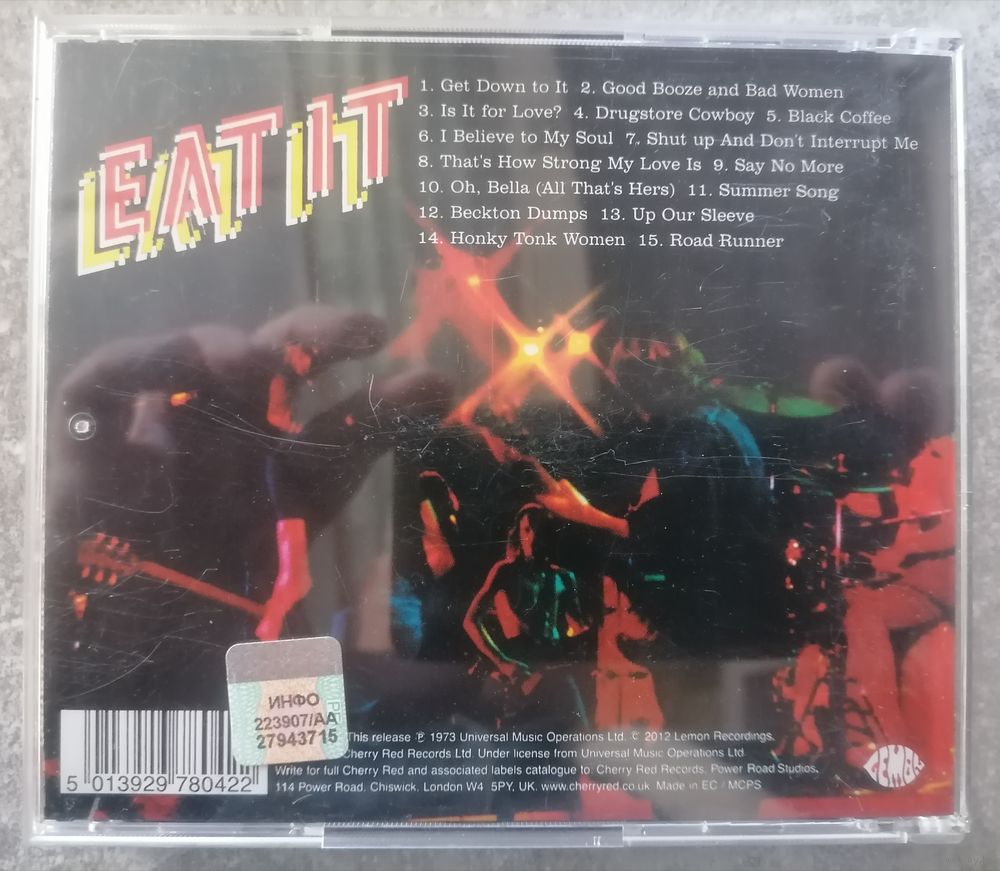 EAT IT
1. Get Down to It 2. Good Booze and Bad Women
3. Is It for Love? 4. Drugstore Cowboy 5. Black Coffee
6. I Believe to My Soul 7. Shut up And Don't Interrupt Me
8. That's How Strong My Love Is 9. Say No More
10. Oh, Bella (All That's Hers) 11. Summer Song
12. Beckton Dumps 13. Up Our Sleeve
14. Honky Tonk Women 15. Road Runner
ИНФО
223907/АА
27943715
5 013929 780422
This release ℗ 1973 Universal Music Operations Ltd. © 2012 Lemon Recordings.
Cherry Red Records Ltd. Under license from Universal Music Operations Ltd.
Write for full Cherry Red and associated labels catalogue to: Cherry Red Records. Power Road Studios,
114 Power Road, Chiswick, London W4 5PY, UK. www.cherryred.co.uk Made in EC / MCPS
LEMON